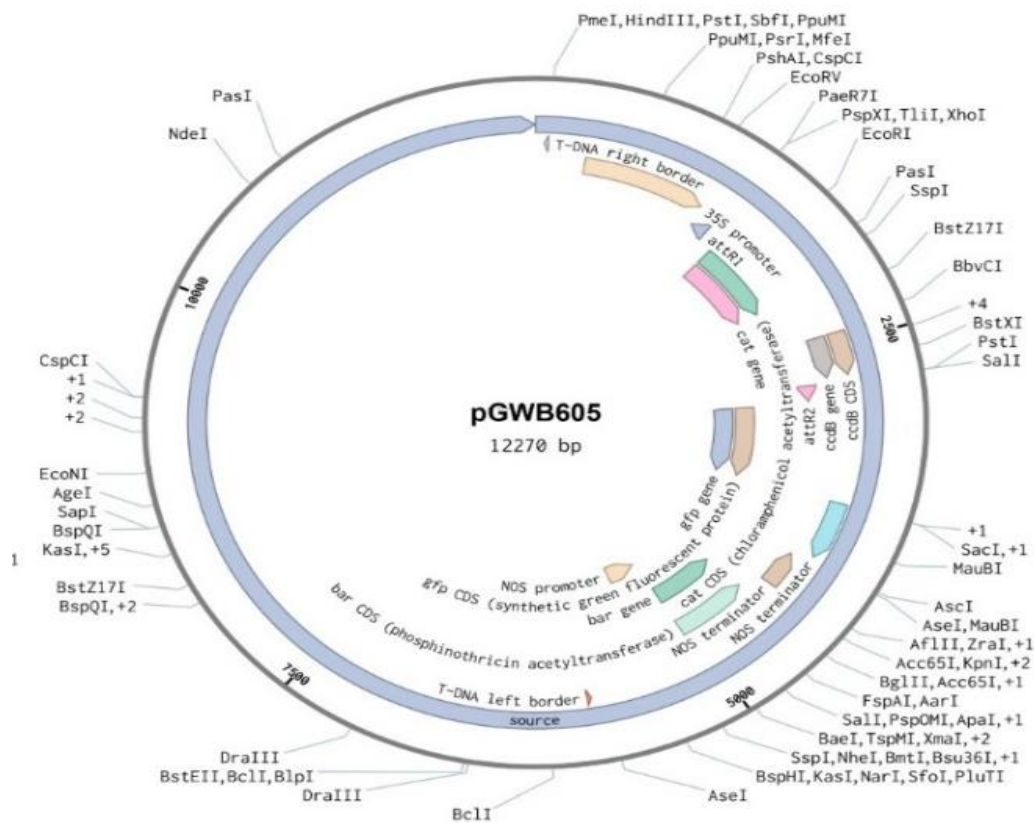 PmeI,HindIII,PstI,SbfI,PpuMI
PpuMI,PsrI,MfeI
PshAI,CspCI
EcoRV
PaeR7I
PspXI,TliI,XhoI
EcoRI
PasI
SspI
BstZ17I
BbvCI
+4
BstXI
PstI
SalI
2500
+1
SacI,+1
MauBI
AscI
AseI,MauBI
AflII,ZraI,+1
Acc65I,KpnI,+2
BglII,Acc65I,+1
FspAI,AarI
SalI,PspOMI,ApaI,+1
BaeI,TspMI,XmaI,+2
SspI,NheI,BmtI,Bsu36I,+1
BspHI,KasI,NarI,SfoI,PluTI
5000
AseI
BclI
DraIII
BstEII,BclI,BlpI
DraIII
7500
BspQI,+2
BstZ17I
KasI,+5
1
BspQI
SapI
AgeI
EcoNI
+2
+2
+1
CspCI
10000
NdeI
PasI
T-DNA right border
35S promoter
attR1
cat gene
cat CDS (chloramphenicol acetyltransferase)
ccdB CDS
ccdB gene
attR2
pGWB605
12270 bp
gfp gene
gfp CDS (synthetic green fluorescent protein)
NOS terminator
NOS terminator
NOS promoter
bar gene
bar CDS (phosphinothricin acetyltransferase)
T-DNA left border
source